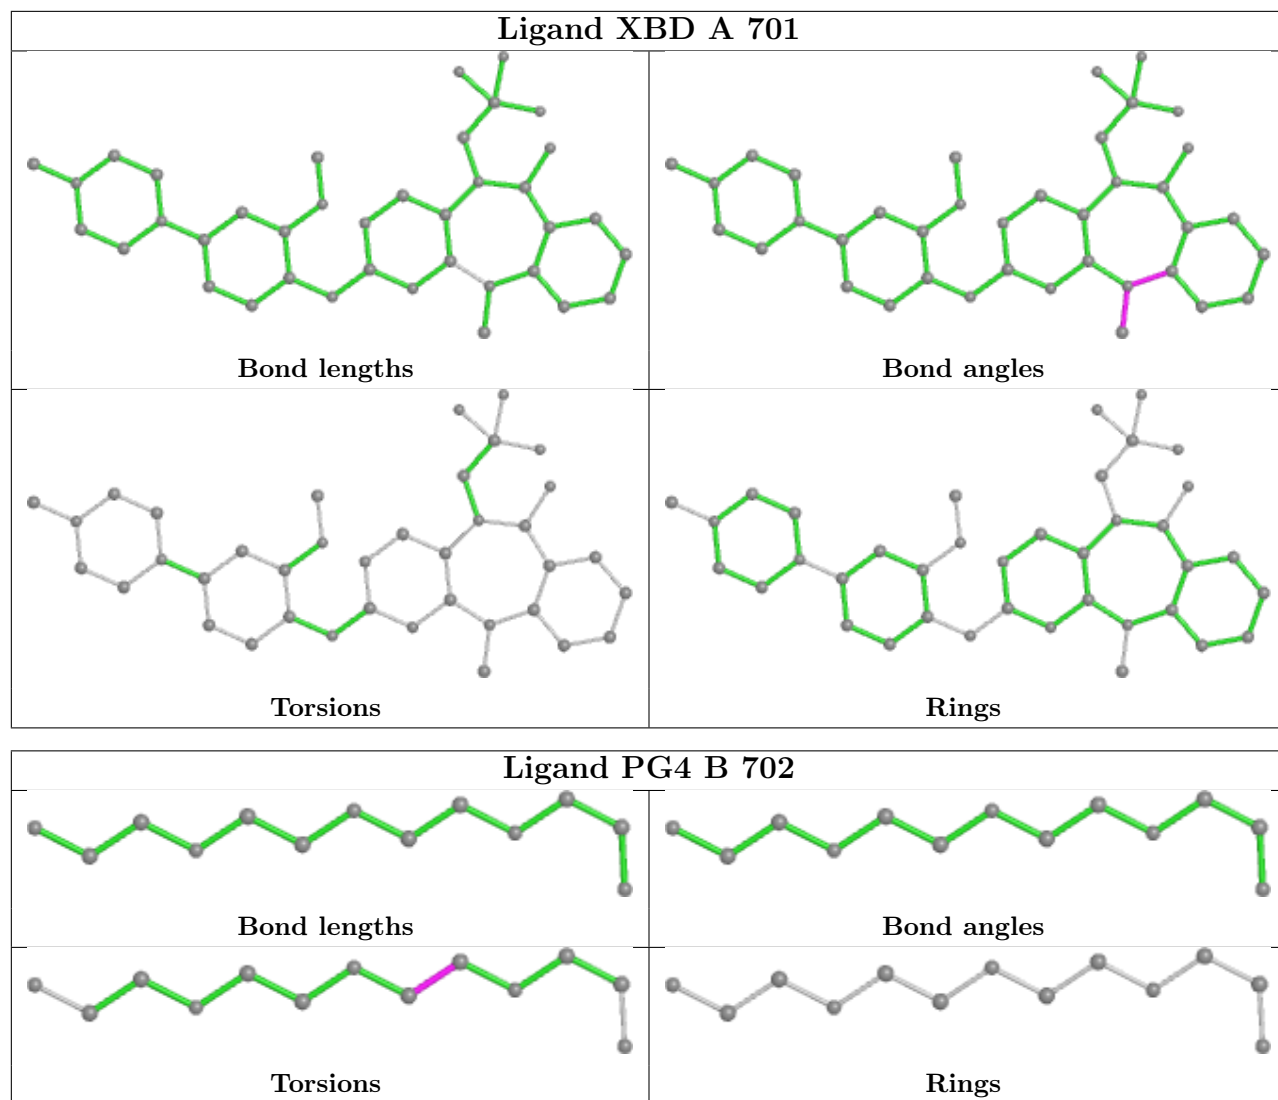 Ligand XBD A 701
Bond lengths
Bond angles
Torsions
Rings
Ligand PG4 B 702
Bond lengths
Bond angles
Torsions
Rings